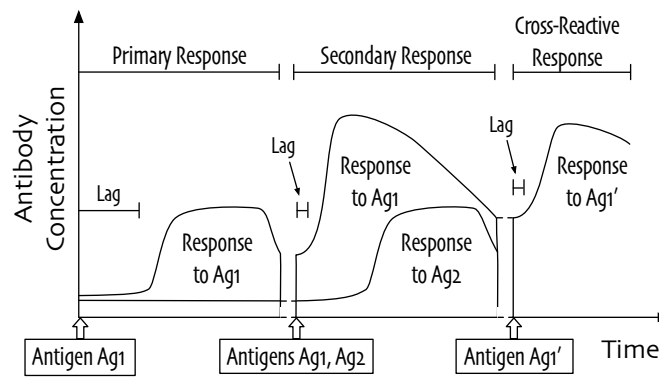 Cross-Reactive
Response
Primary Response
Secondary Response
Antibody
Concentration
Lag
Lag
Lag
Response
to Ag1
Response
to Ag1
Response
to Ag2
Response
to Ag1′
Antigen Ag1
Antigens Ag1, Ag2
Antigen Ag1′
Time